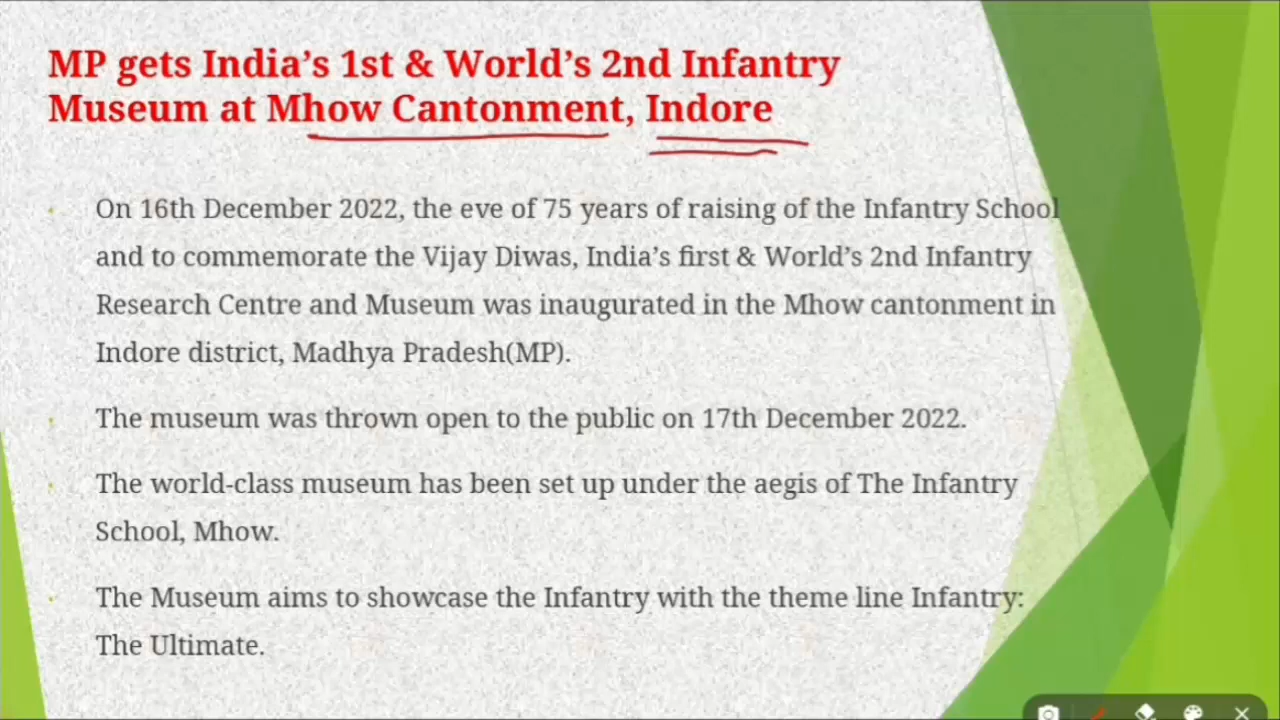 MP gets India’s 1st & World’s 2nd Infantry
Museum at Mhow Cantonment, Indore
On 16th December 2022, the eve of 75 years of raising of the Infantry School
and to commemorate the Vijay Diwas, India’s first & World’s 2nd Infantry
Research Centre and Museum was inaugurated in the Mhow cantonment in
Indore district, Madhya Pradesh(MP).
The museum was thrown open to the public on 17th December 2022.
The world-class museum has been set up under the aegis of The Infantry
School, Mhow.
The Museum aims to showcase the Infantry with the theme line Infantry:
The Ultimate.